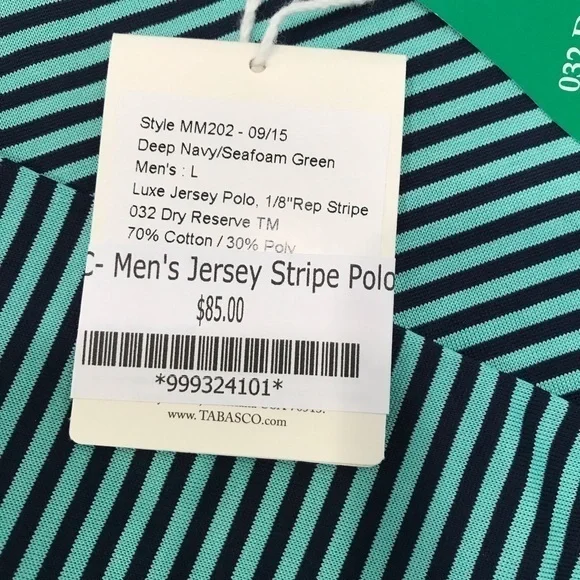 032
Style MM202 - 09/15
Deep Navy/Seafoam Green
Men's : L
Luxe Jersey Polo, 1/8"Rep Stripe
032 Dry Reserve TM
70% Cotton / 30% Poly
C- Men's Jersey Stripe Polo
$85.00
*999324101*
www.TABASCO.com